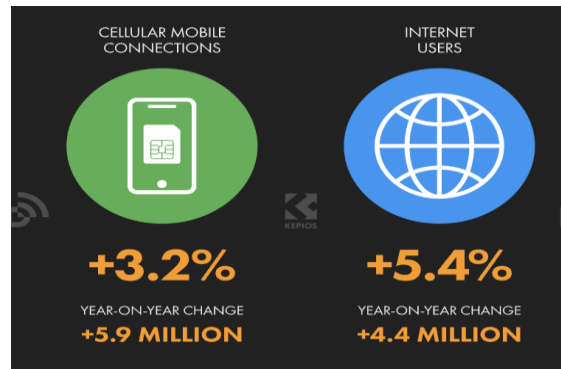 CELLULAR MOBILE
CONNECTIONS
+3.2%
YEAR-ON-YEAR CHANGE
+5.9 MILLION
KEPIOS
INTERNET
USERS
+5.4%
YEAR-ON-YEAR CHANGE
+4.4 MILLION